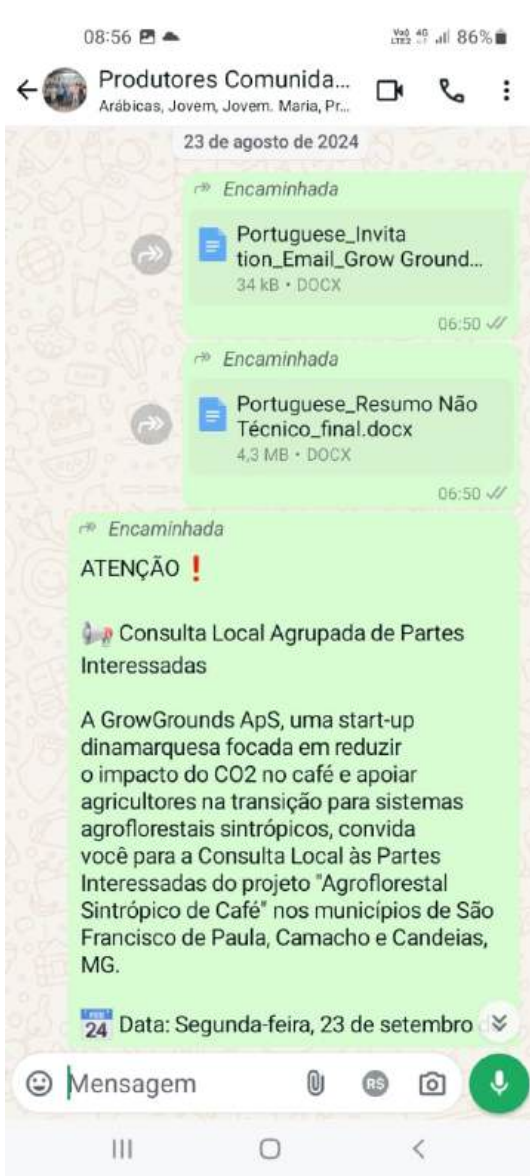 08:56
Vo) 4G 86%
LTE2
Produtores Comunida...
Arábicas, Jovem, Jovem. Maria, Pr...
23 de agosto de 2024
Encaminhada
Portuguese_Invita
tion_Email_Grow Ground...
34 kB • DOCX
06:50
Encaminhada
Portuguese_Resumo Não
Técnico_final.docx
4,3 MB • DOCX
06:50
Encaminhada
ATENÇÃO❗
Consulta Local Agrupada de Partes
Interessadas
A GrowGrounds ApS, uma start-up
dinamarquesa focada em reduzir
o impacto do CO2 no café e apoiar
agricultores na transição para sistemas
agroflorestais sintrópicos, convida
você para a Consulta Local às Partes
Interessadas do projeto "Agroflorestal
Sintrópico de Café" nos municípios de São
Francisco de Paula, Camacho e Candeias,
MG.
24 Data: Segunda-feira, 23 de setembro
Mensagem
R$